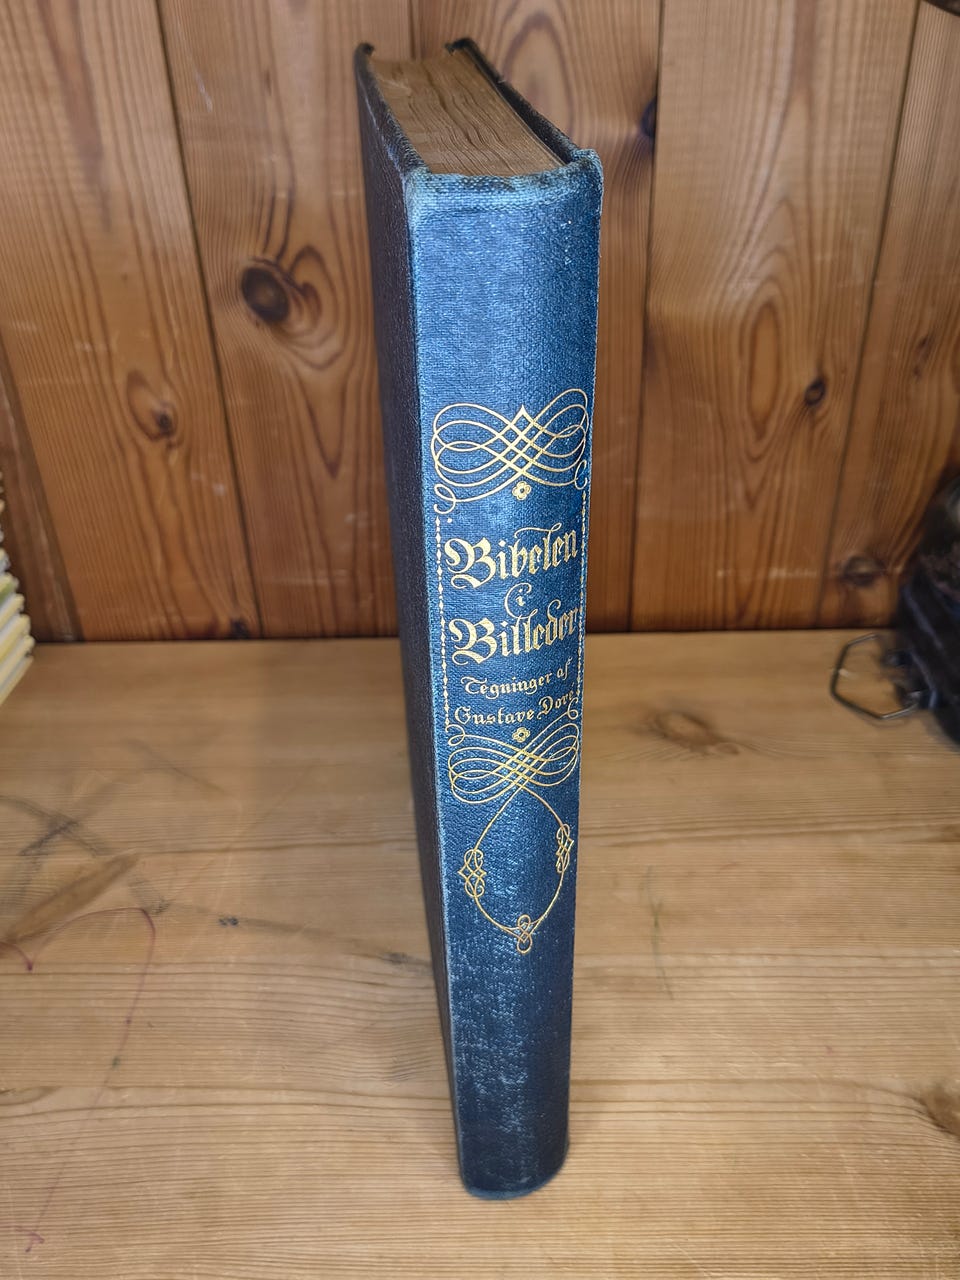 Bibelen
i
Billeder
Tegninger af
Gustave Doré